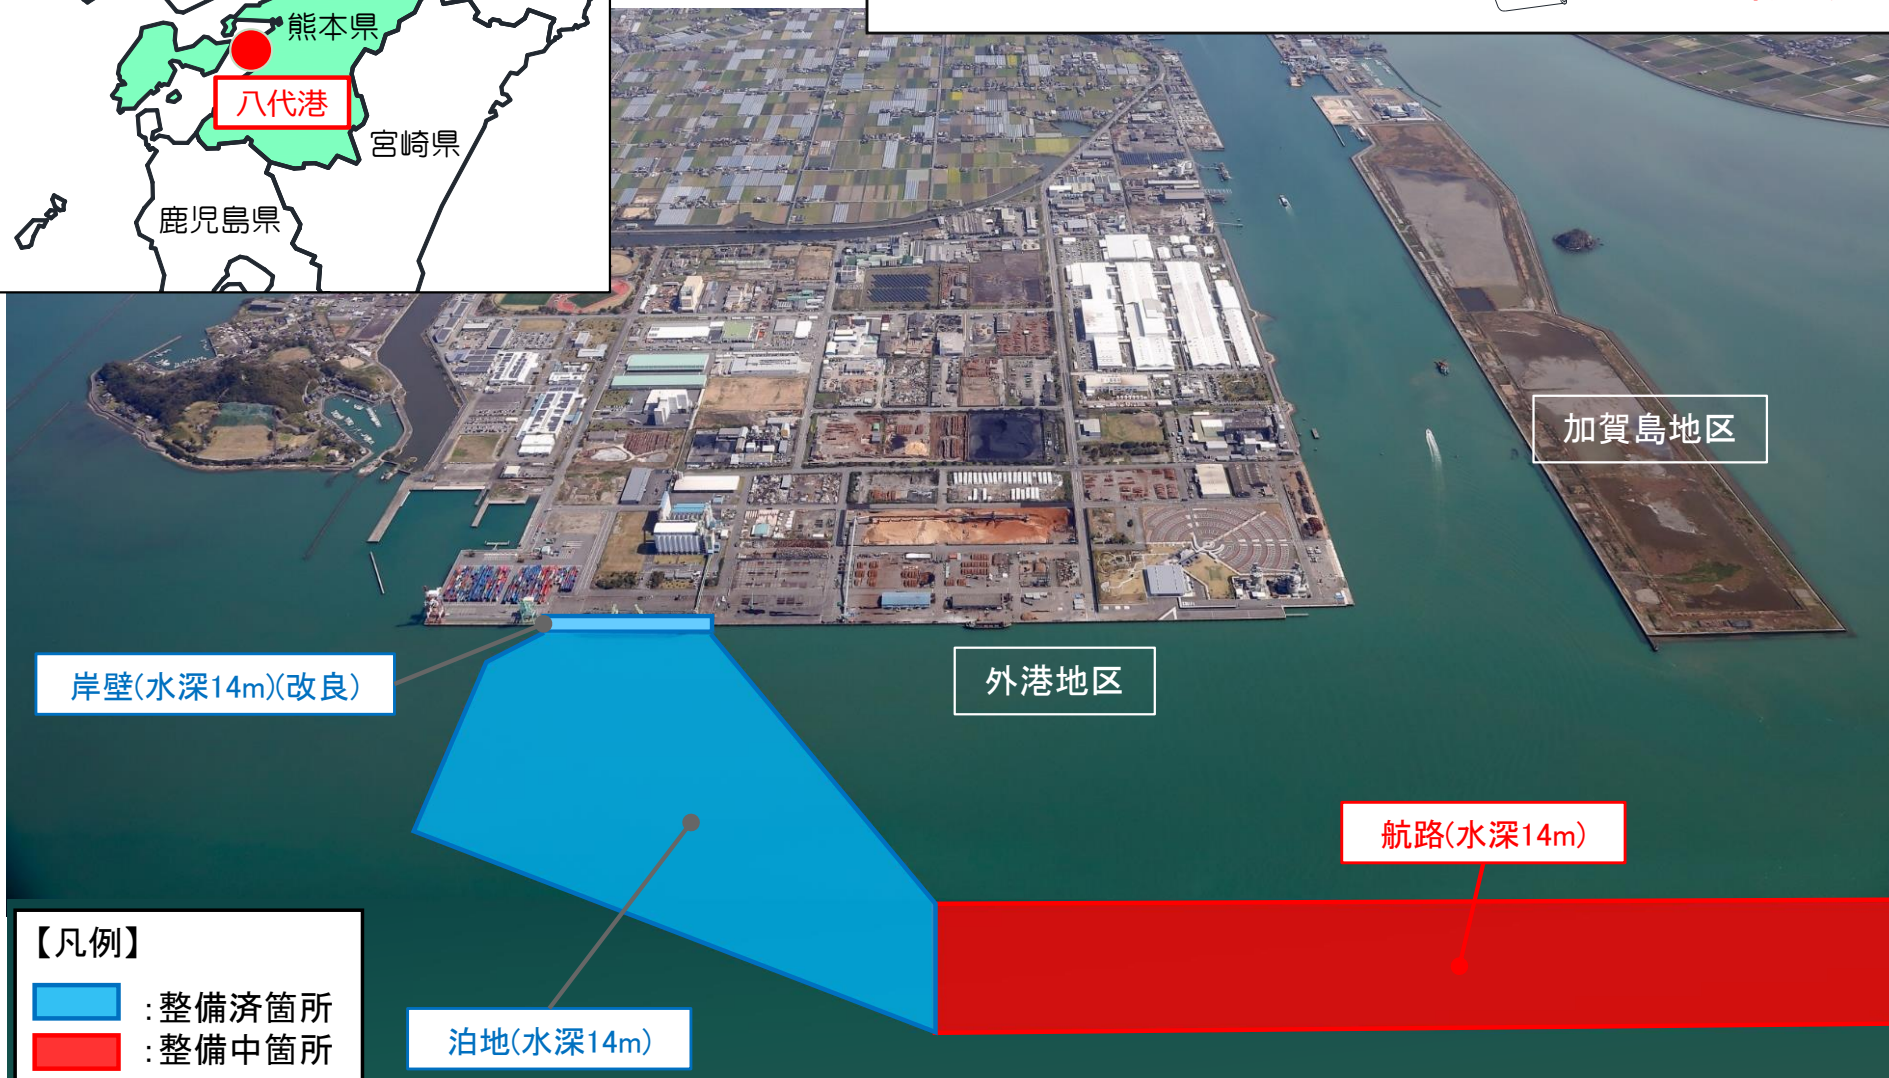 熊本県
八代港
宮崎県
鹿児島県
加賀島地区
岸壁(水深14m)(改良)
外港地区
航路(水深14m)
【凡例】
:整備済箇所
:整備中箇所
泊地(水深14m)